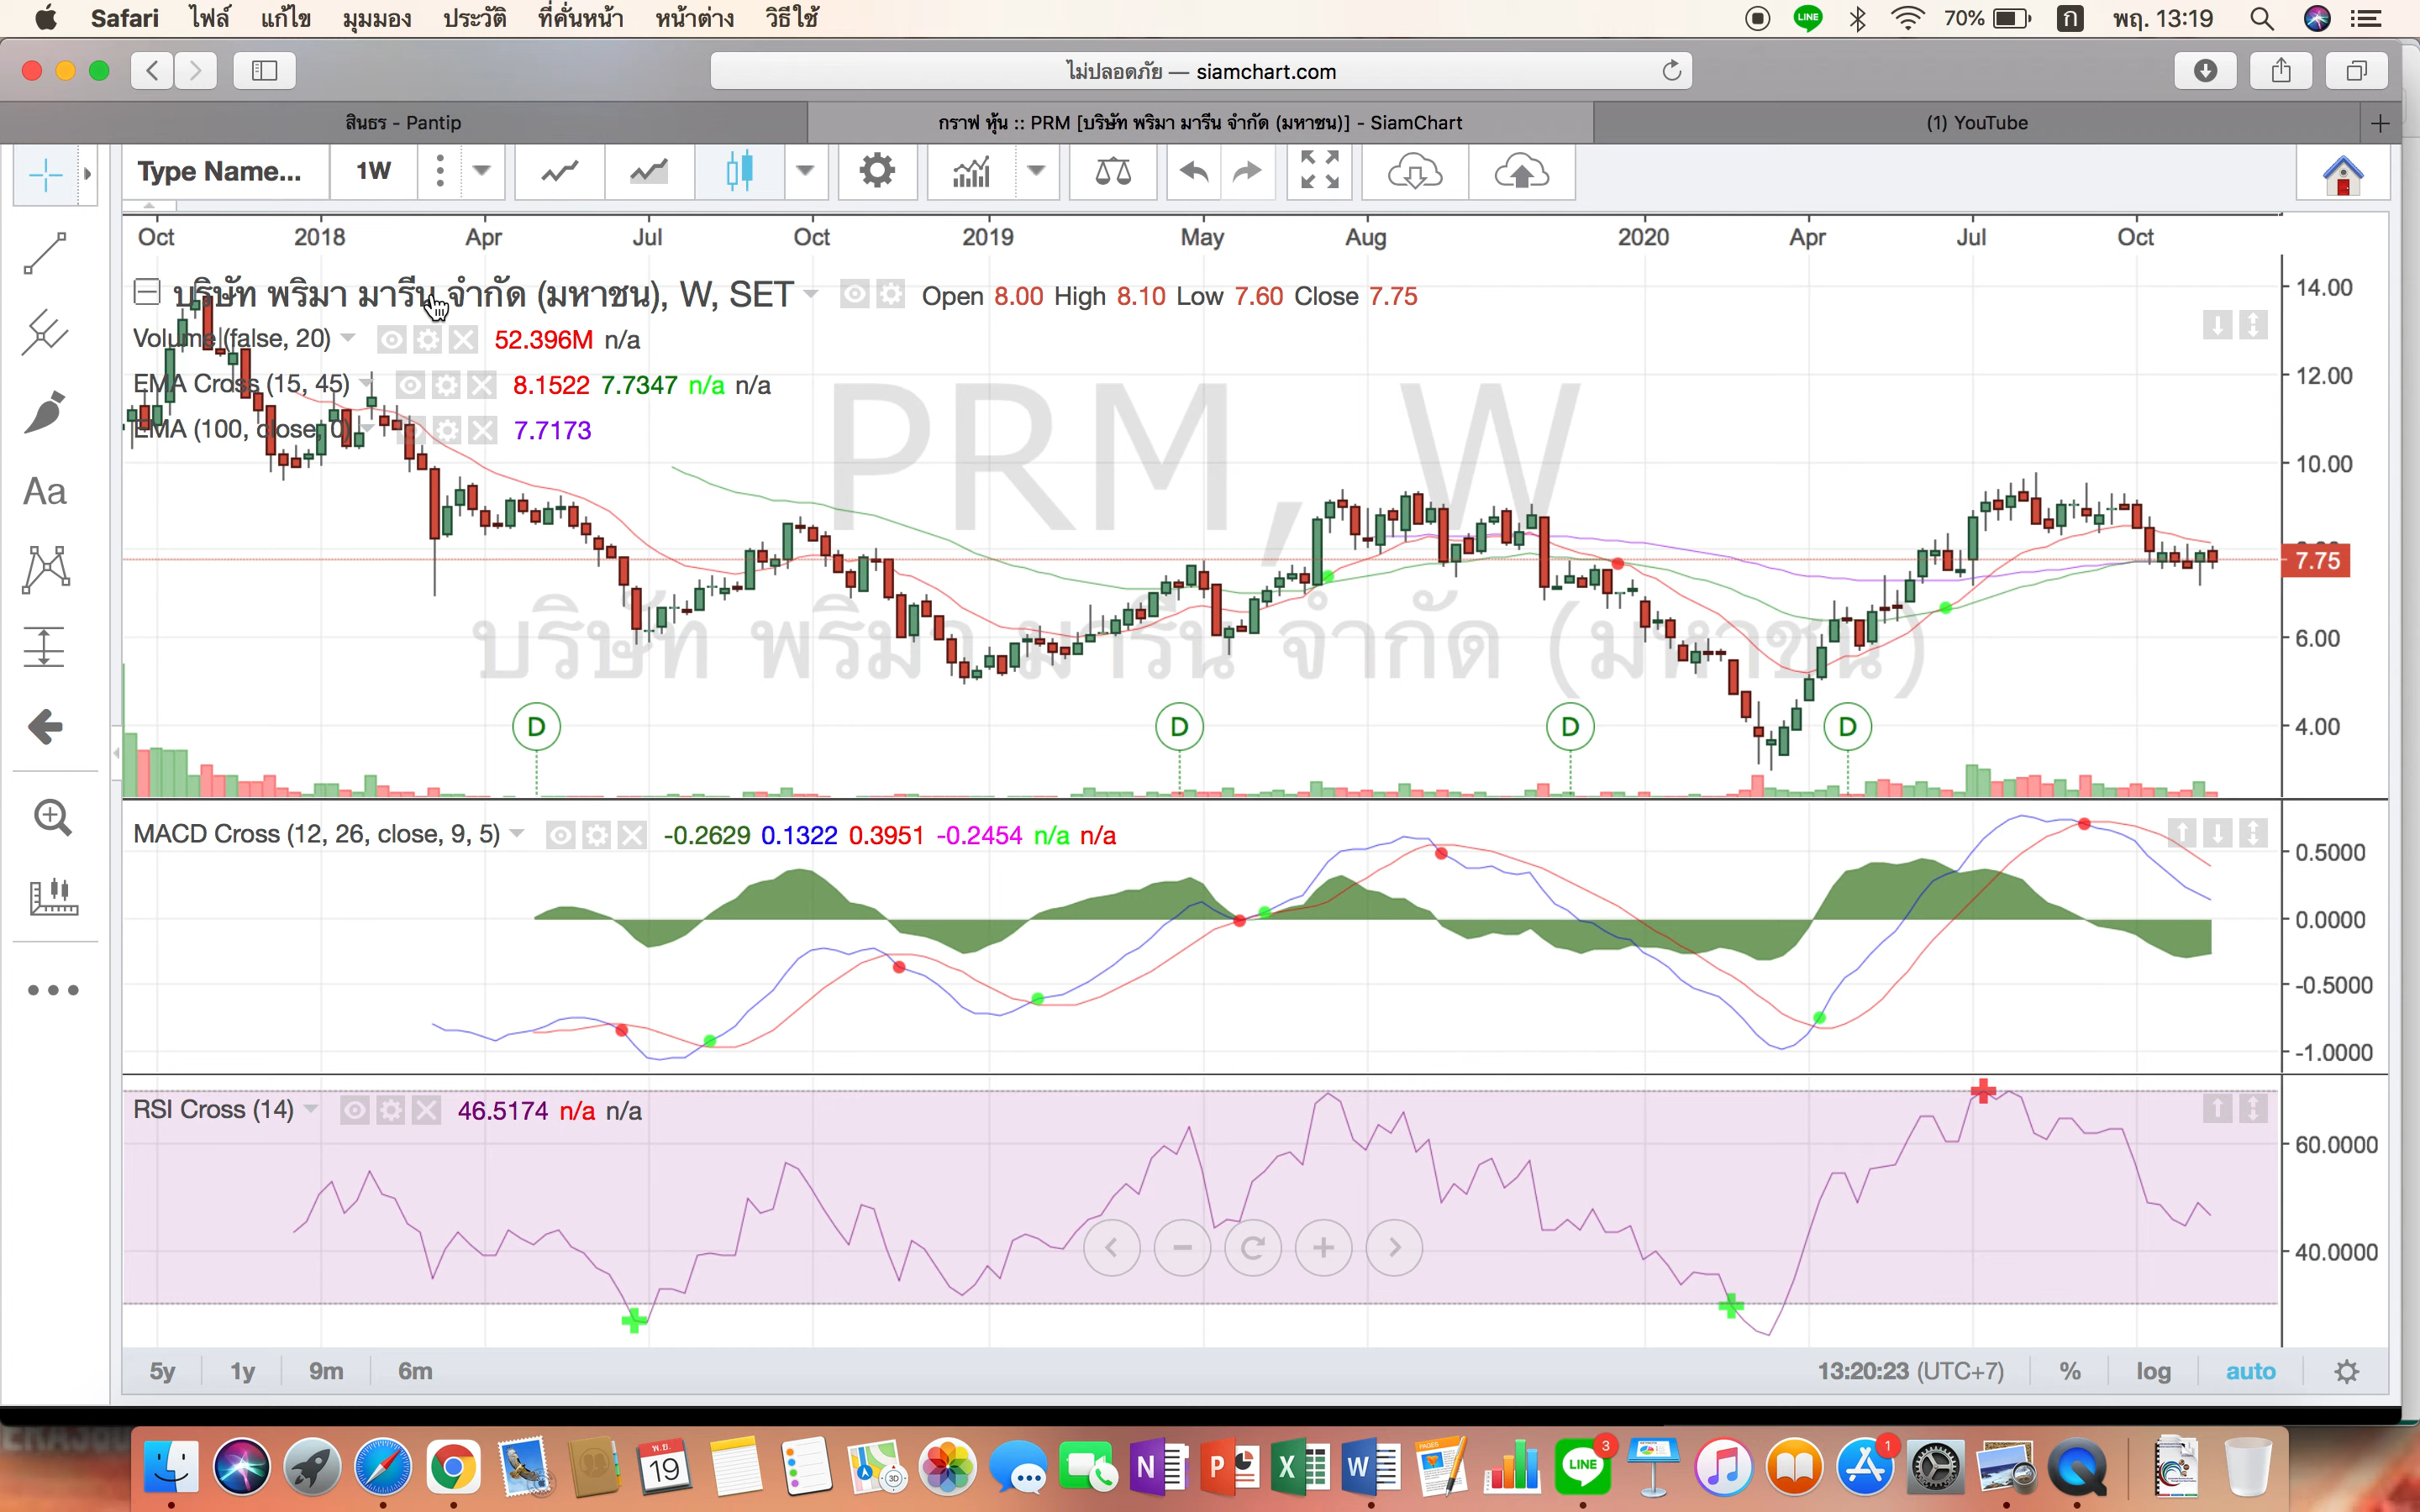 Safari ไฟล์ แก้ไข มุมมอง ประวัติ ที่คั่นหน้า หน้าต่าง วิธีใช้ LINE 70% ก พฤ. 13:19
ไม่ปลอดภัย — siamchart.com
สินธร - Pantip
กราฟ หุ้น :: PRM [บริษัท พริมา มารีน จำกัด (มหาชน)] - SiamChart
(1) YouTube
Type Name... 1W
Oct 2018 Apr Jul Oct 2019 May Aug 2020 Apr Jul Oct
บริษัท พริมา มารีน จำกัด (มหาชน), W, SET Open 8.00 High 8.10 Low 7.60 Close 7.75
Volume (false, 20) 52.396M n/a
EMA Cross (15, 45) 8.1522 7.7347 n/a n/a
EMA (100, close, 0) 7.7173
PRM, W
บริษัท พริมา มารีน จำกัด (มหาชน)
14.00
12.00
10.00
7.75
6.00
4.00
D D D D
MACD Cross (12, 26, close, 9, 5) -0.2629 0.1322 0.3951 -0.2454 n/a n/a
0.5000
0.0000
-0.5000
-1.0000
RSI Cross (14) 46.5174 n/a n/a
60.0000
40.0000
Aa
5y 1y 9m 6m 13:20:23 (UTC+7) % log auto
พ.ย.
19
3D
N P X W
PAGES
LINE
3
1